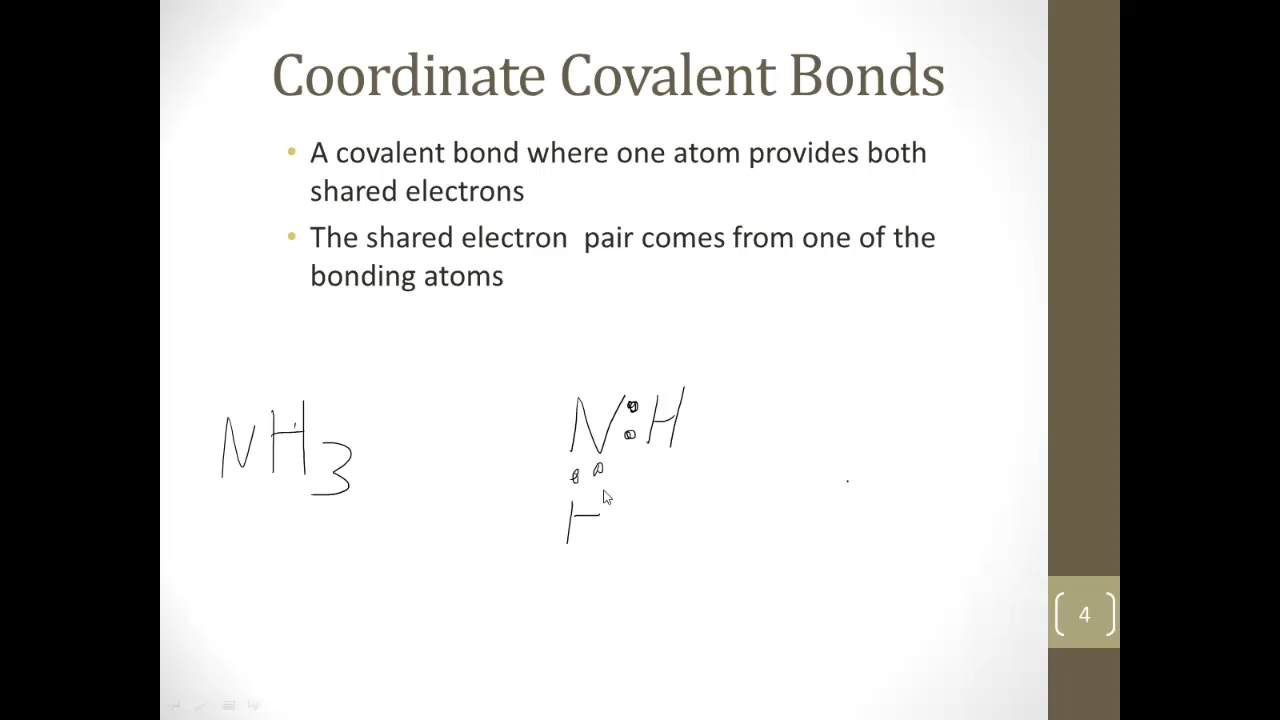 Coordinate Covalent Bonds
• A covalent bond where one atom provides both
shared electrons
• The shared electron pair comes from one of the
bonding atoms
NH3
N:H
H
4